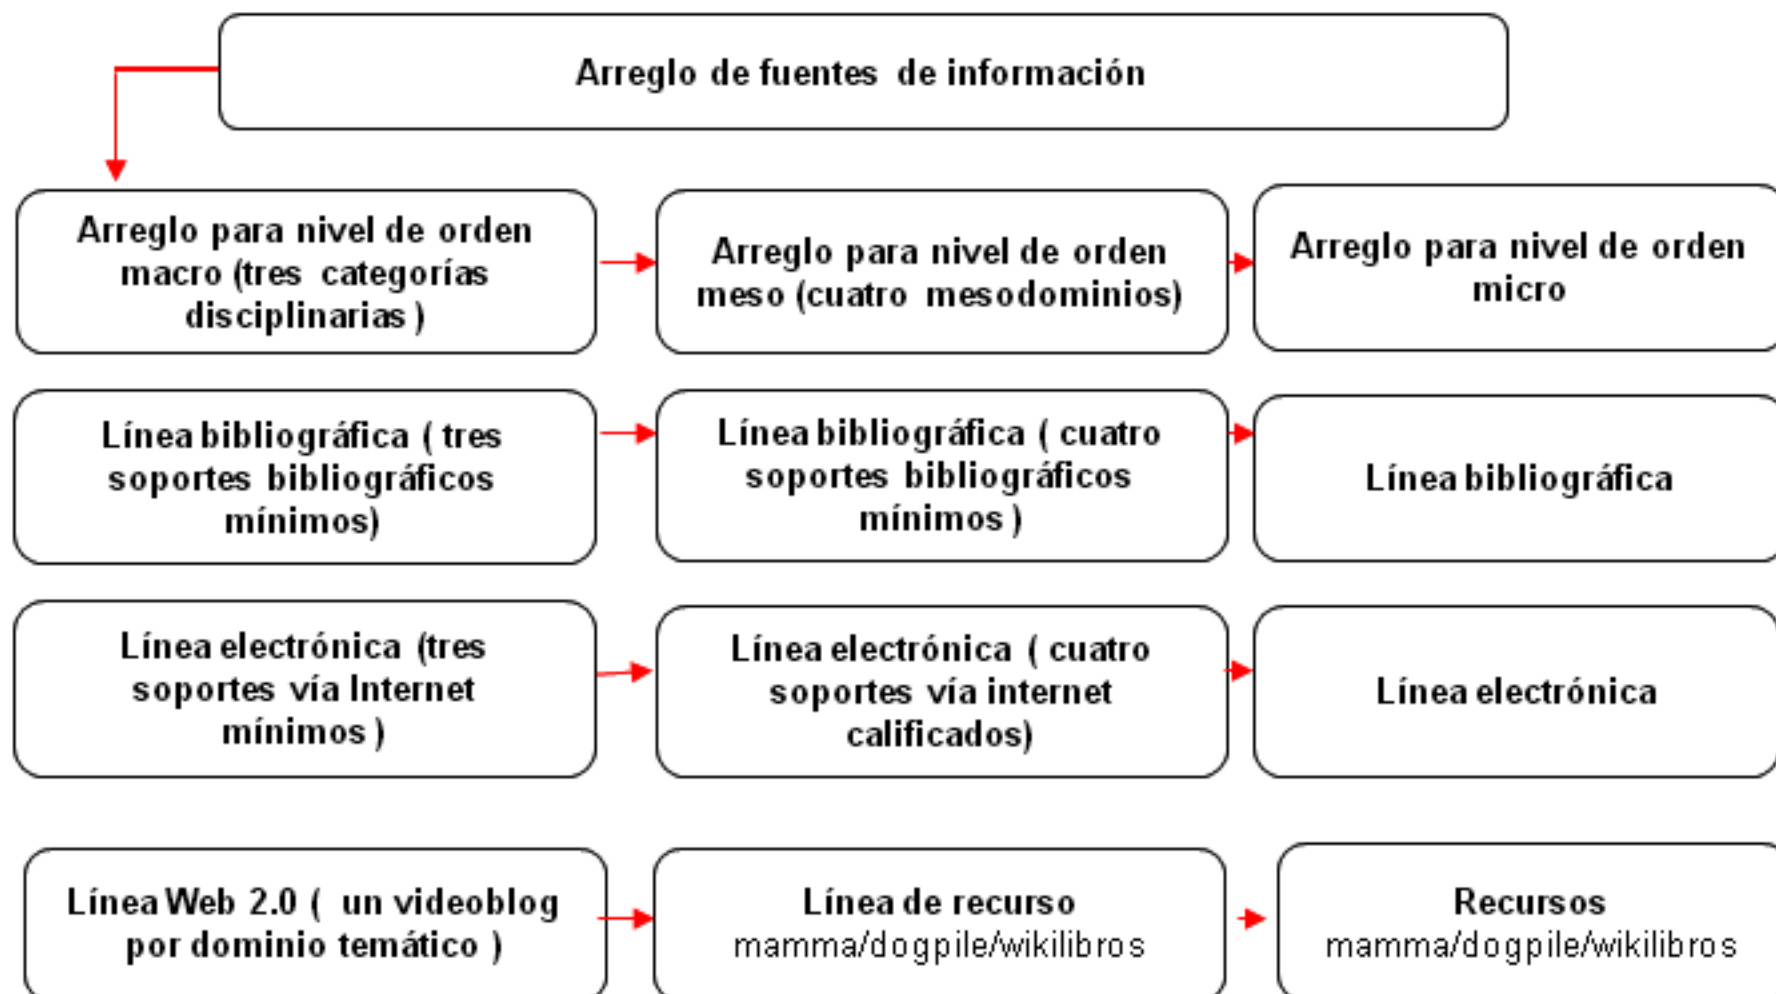 Arreglo de fuentes de información
Arreglo para nivel de orden
macro (tres categorías
disciplinarias )
Arreglo para nivel de orden
meso (cuatro mesodominios)
Arreglo para nivel de orden
micro
Línea bibliográfica ( tres
soportes bibliográficos
mínimos)
Línea bibliográfica ( cuatro
soportes bibliográficos
mínimos )
Línea bibliográfica
Línea electrónica (tres
soportes vía Internet
mínimos )
Línea electrónica ( cuatro
soportes vía internet
calificados)
Línea electrónica
Línea Web 2.0 ( un videoblog
por dominio temático )
Línea de recurso
mamma/dogpile/wikilibros
Recursos
mamma/dogpile/wikilibros